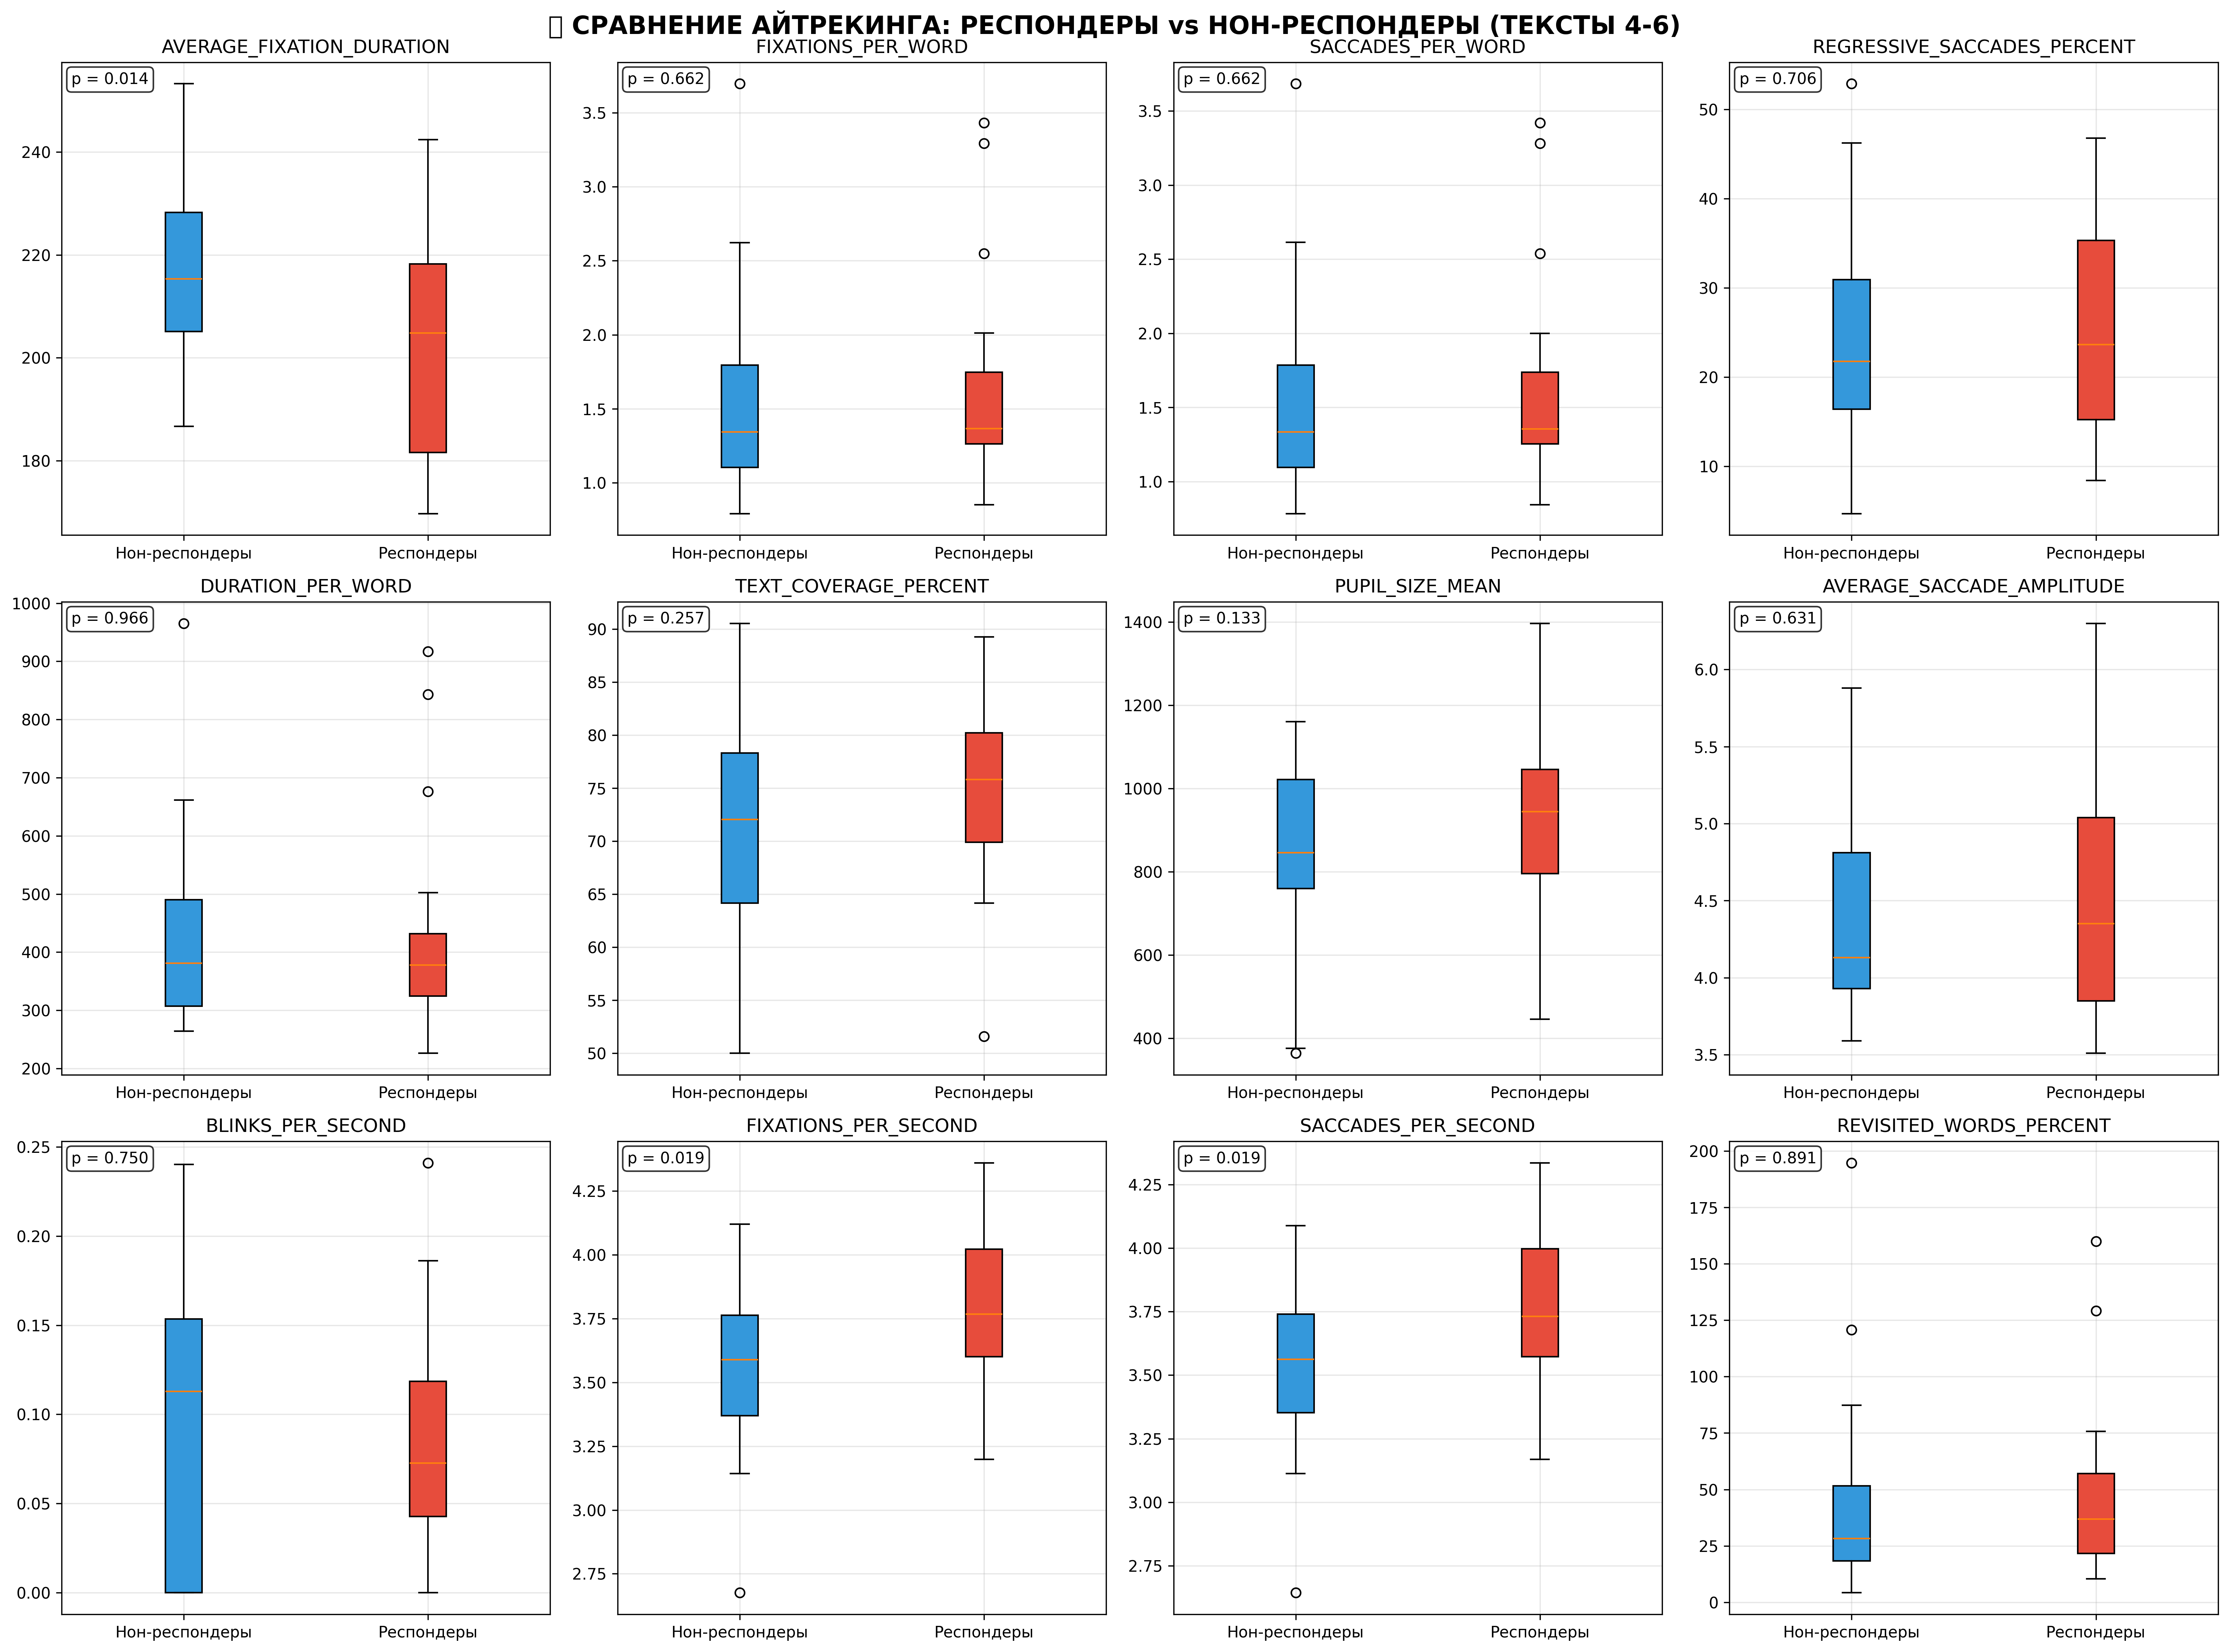 СРАВНЕНИЕ АЙТРЕКИНГА: РЕСПОНДЕРЫ vs НОН-РЕСПОНДЕРЫ (ТЕКСТЫ 4-6)
AVERAGE_FIXATION_DURATION
p = 0.014
240
220
200
180
Нон-респондеры
Респондеры
FIXATIONS_PER_WORD
p = 0.662
3.5
3.0
2.5
2.0
1.5
1.0
Нон-респондеры
Респондеры
SACCADES_PER_WORD
p = 0.662
3.5
3.0
2.5
2.0
1.5
1.0
Нон-респондеры
Респондеры
REGRESSIVE_SACCADES_PERCENT
p = 0.706
50
40
30
20
10
Нон-респондеры
Респондеры
DURATION_PER_WORD
p = 0.966
1000
900
800
700
600
500
400
300
200
Нон-респондеры
Респондеры
TEXT_COVERAGE_PERCENT
p = 0.257
90
85
80
75
70
65
60
55
50
Нон-респондеры
Респондеры
PUPIL_SIZE_MEAN
p = 0.133
1400
1200
1000
800
600
400
Нон-респондеры
Респондеры
AVERAGE_SACCADE_AMPLITUDE
p = 0.631
6.0
5.5
5.0
4.5
4.0
3.5
Нон-респондеры
Респондеры
BLINKS_PER_SECOND
p = 0.750
0.25
0.20
0.15
0.10
0.05
0.00
Нон-респондеры
Респондеры
FIXATIONS_PER_SECOND
p = 0.019
4.25
4.00
3.75
3.50
3.25
3.00
2.75
Нон-респондеры
Респондеры
SACCADES_PER_SECOND
p = 0.019
4.25
4.00
3.75
3.50
3.25
3.00
2.75
Нон-респондеры
Респондеры
REVISITED_WORDS_PERCENT
p = 0.891
200
175
150
125
100
75
50
25
0
Нон-респондеры
Респондеры